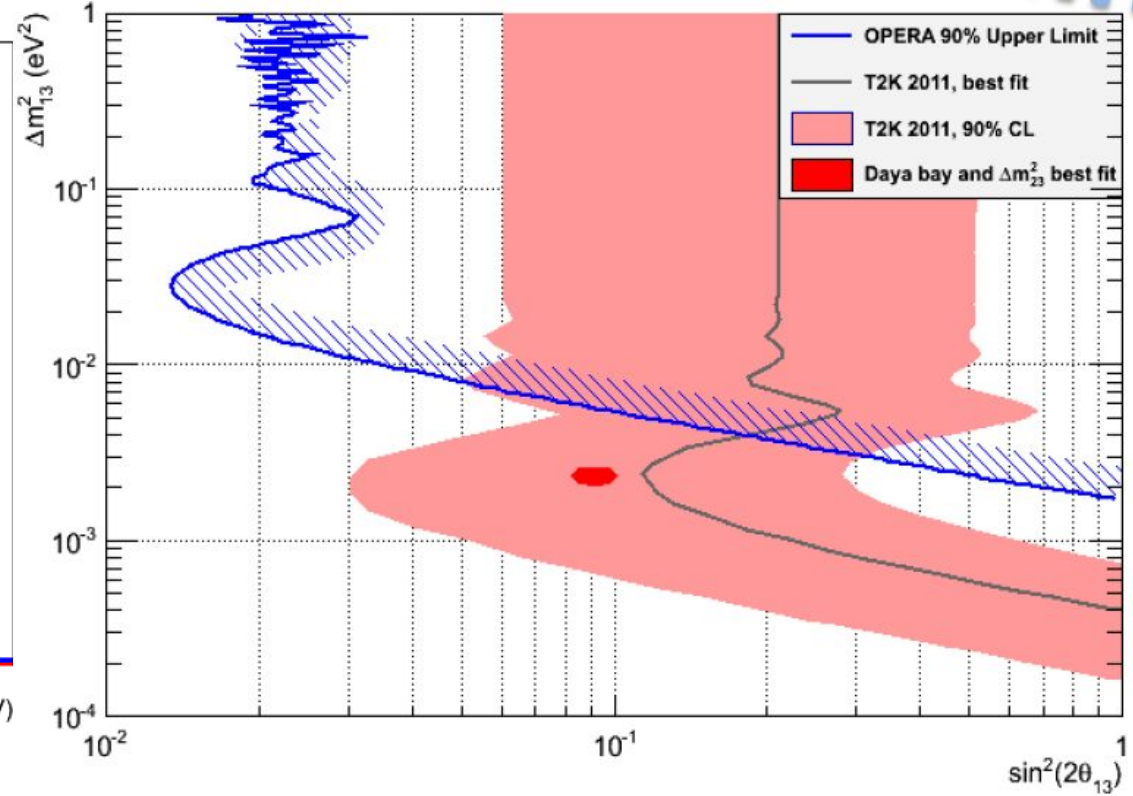 1
OPERA 90% Upper Limit
T2K 2011, best fit
T2K 2011, 90% CL
Daya bay and Δm²₂₃ best fit
Δm²₁₃ (eV²)
10⁻¹
10⁻²
10⁻³
10⁻⁴
10⁻²
10⁻¹
1
sin²(2θ₁₃)